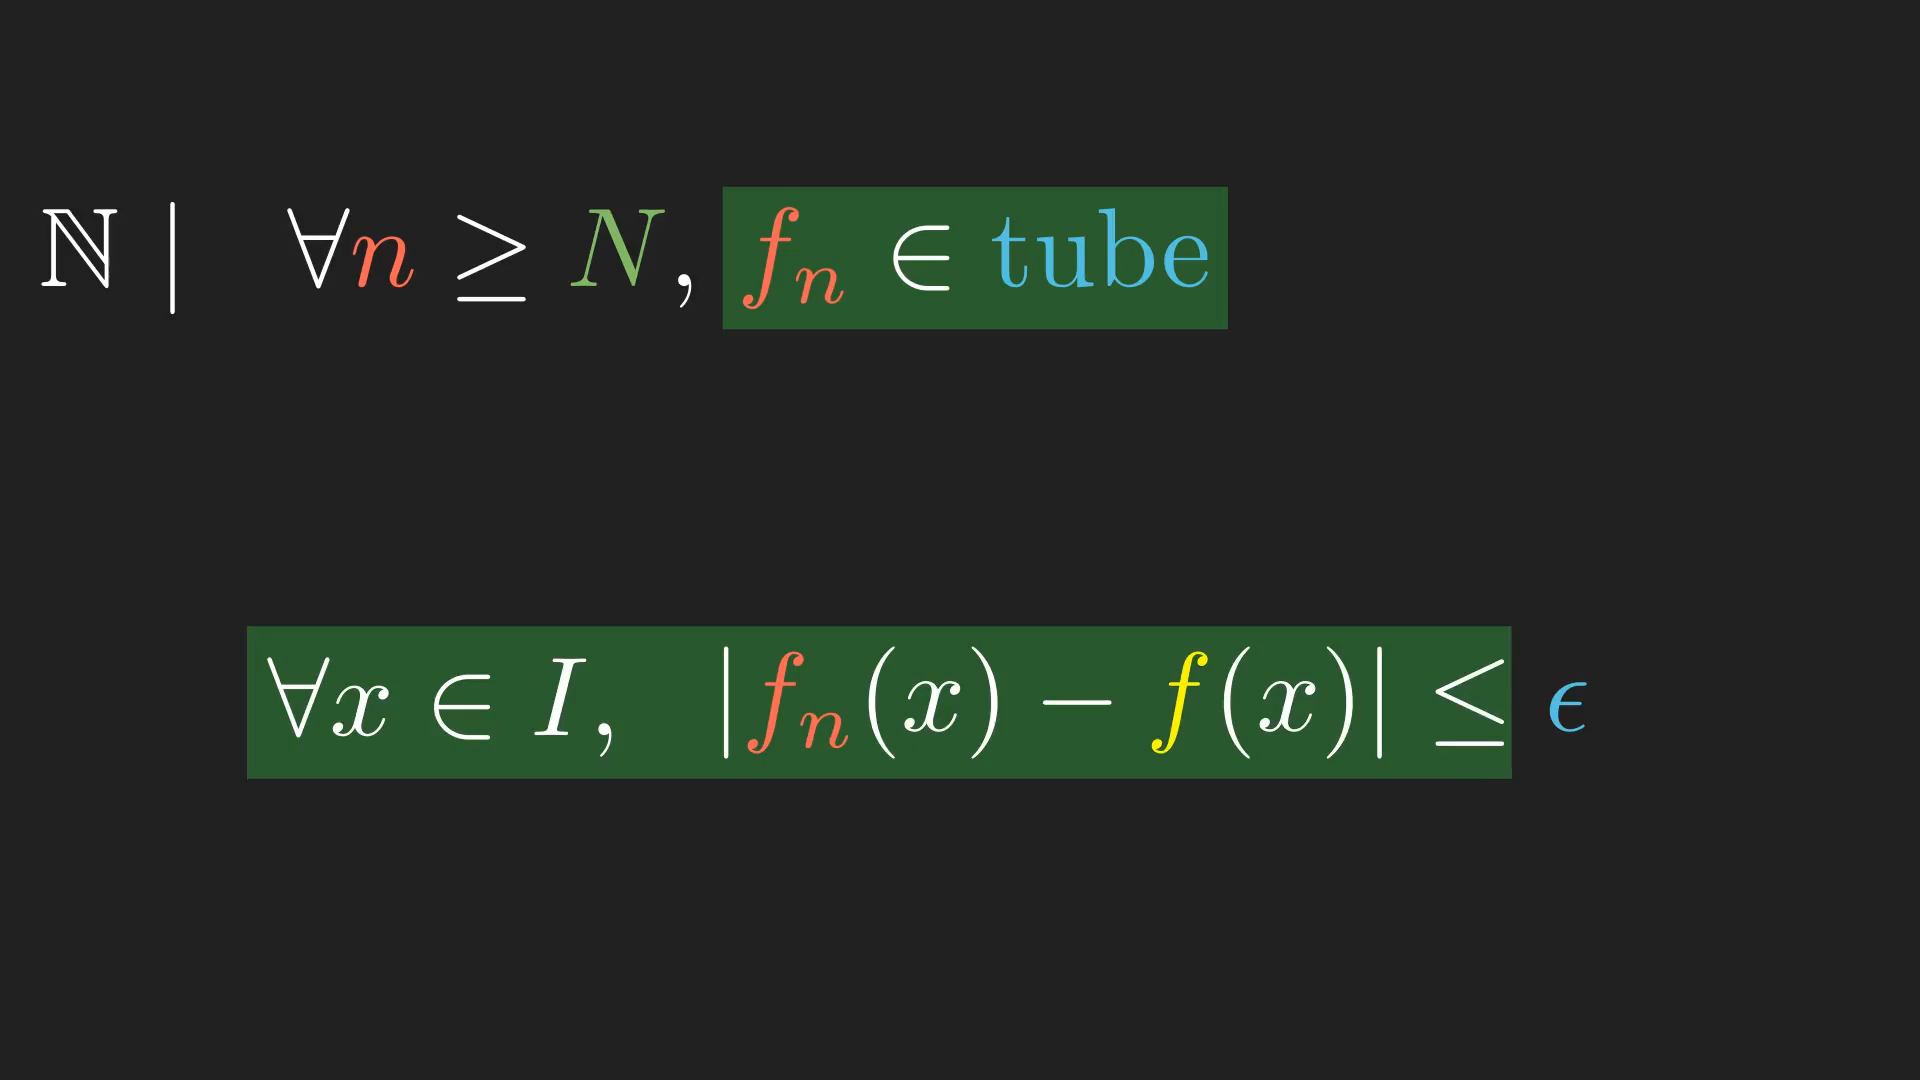 ℕ | ∀n ≥ N, fₙ ∈ tube
∀x ∈ I, |fₙ(x) − f(x)| ≤ ϵ